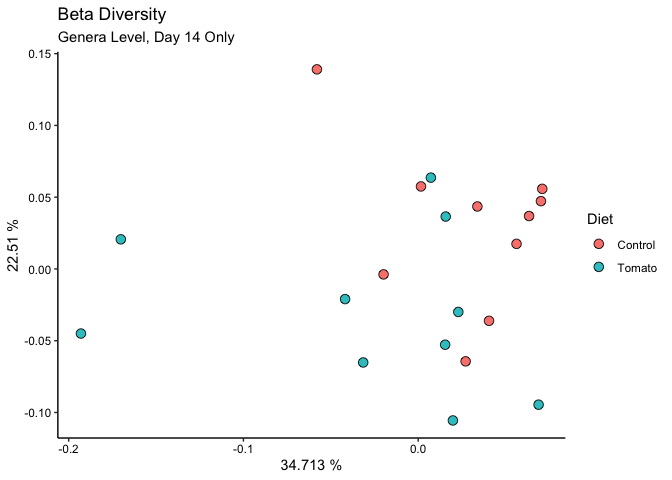 Beta Diversity
Genera Level, Day 14 Only
0.15
0.10
0.05
0.00
-0.05
-0.10
22.51 %
-0.2
-0.1
0.0
34.713 %
Diet
Control
Tomato